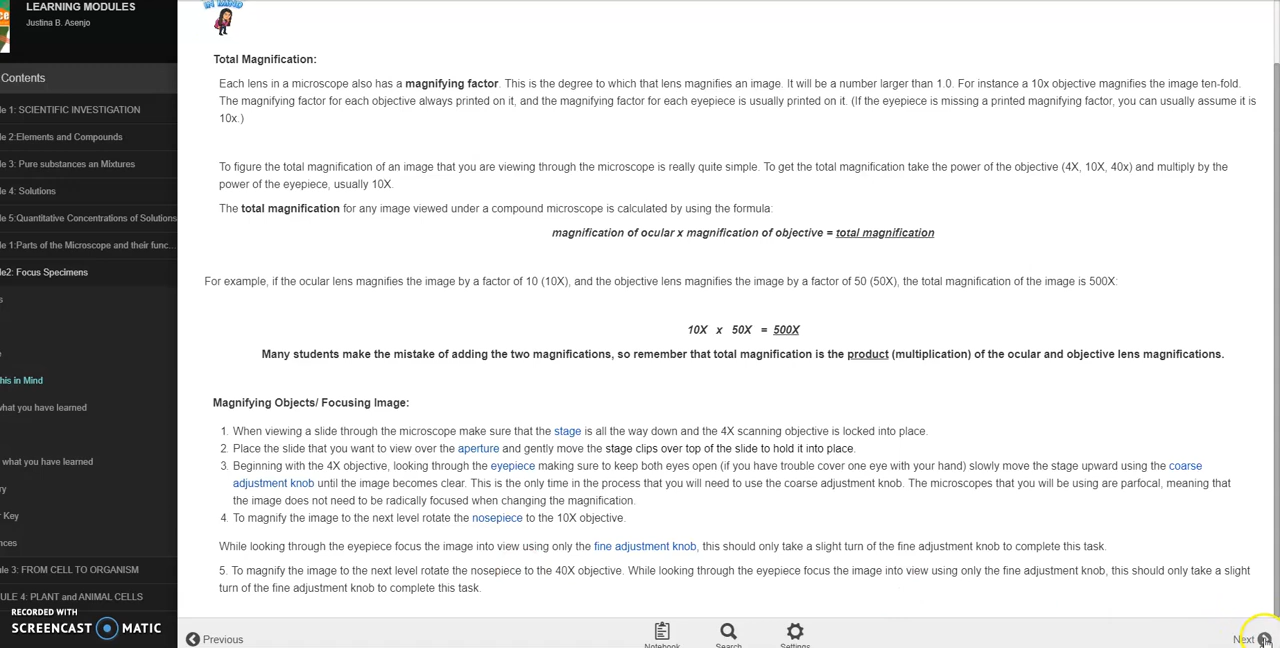 LEARNING MODULES
Justina B. Asenjo
Contents
le 1: SCIENTIFIC INVESTIGATION
le 2:Elements and Compounds
le 3: Pure substances an Mixtures
le 4: Solutions
le 5:Quantitative Concentrations of Solutions
le 1:Parts of the Microscope and their func...
le2: Focus Specimens
s
e
his in Mind
what you have learned
what you have learned
ry
r Key
nces
ule 3: FROM CELL TO ORGANISM
ULE 4: PLANT and ANIMAL CELLS
RECORDED WITH
SCREENCAST MATIC
IN MIND
Total Magnification:
Each lens in a microscope also has a magnifying factor. This is the degree to which that lens magnifies an image. It will be a number larger than 1.0. For instance a 10x objective magnifies the image ten-fold.
The magnifying factor for each objective always printed on it, and the magnifying factor for each eyepiece is usually printed on it. (If the eyepiece is missing a printed magnifying factor, you can usually assume it is
10x.)
To figure the total magnification of an image that you are viewing through the microscope is really quite simple. To get the total magnification take the power of the objective (4X, 10X, 40x) and multiply by the
power of the eyepiece, usually 10X.
The total magnification for any image viewed under a compound microscope is calculated by using the formula:
magnification of ocular x magnification of objective = total magnification
For example, if the ocular lens magnifies the image by a factor of 10 (10X), and the objective lens magnifies the image by a factor of 50 (50X), the total magnification of the image is 500X:
10X x 50X = 500X
Many students make the mistake of adding the two magnifications, so remember that total magnification is the product (multiplication) of the ocular and objective lens magnifications.
Magnifying Objects/ Focusing Image:
1. When viewing a slide through the microscope make sure that the stage is all the way down and the 4X scanning objective is locked into place.
2. Place the slide that you want to view over the aperture and gently move the stage clips over top of the slide to hold it into place.
3. Beginning with the 4X objective, looking through the eyepiece making sure to keep both eyes open (if you have trouble cover one eye with your hand) slowly move the stage upward using the coarse
adjustment knob until the image becomes clear. This is the only time in the process that you will need to use the coarse adjustment knob. The microscopes that you will be using are parfocal, meaning that
the image does not need to be radically focused when changing the magnification.
4. To magnify the image to the next level rotate the nosepiece to the 10X objective.
While looking through the eyepiece focus the image into view using only the fine adjustment knob, this should only take a slight turn of the fine adjustment knob to complete this task.
5. To magnify the image to the next level rotate the nosepiece to the 40X objective. While looking through the eyepiece focus the image into view using only the fine adjustment knob, this should only take a slight
turn of the fine adjustment knob to complete this task.
Previous
Notebook
Search
Settings
Next